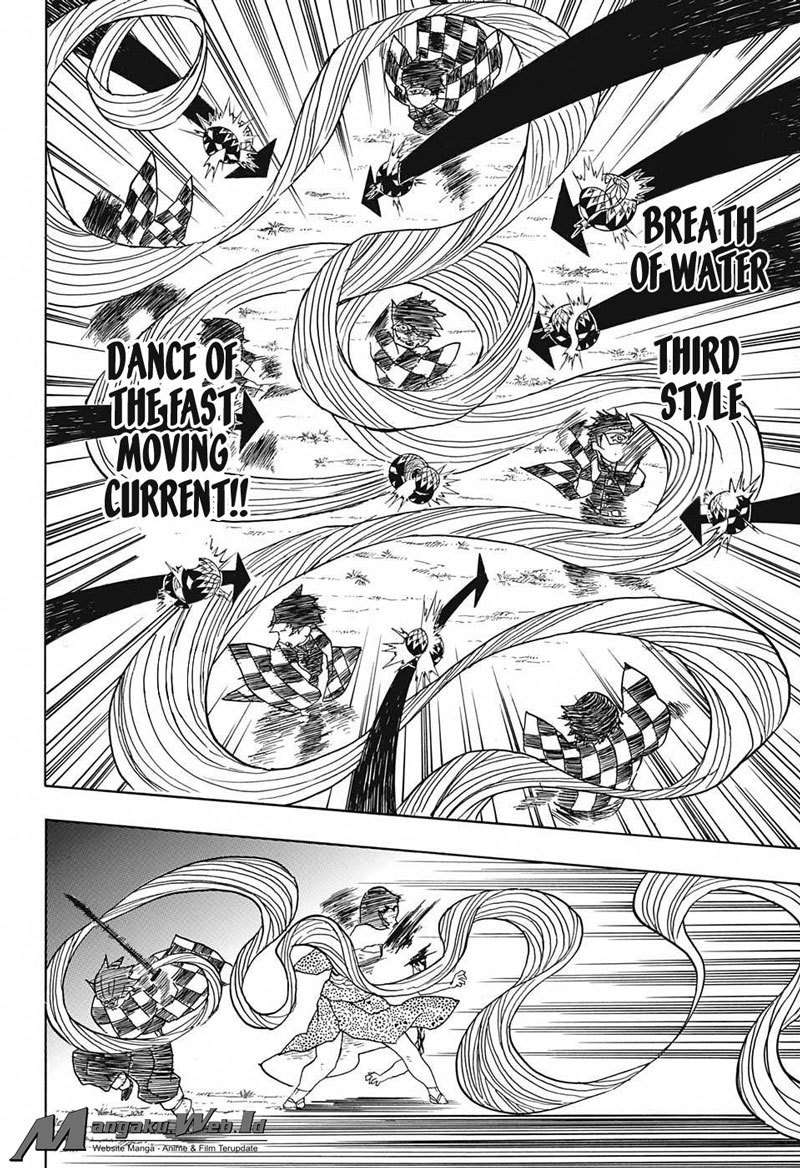 BREATH
OF WATER
THIRD
STYLE
DANCE OF
THE FAST
MOVING
CURRENT!!
Mangaku.Web.Id
Website Manga - Anime & Film Terupdate